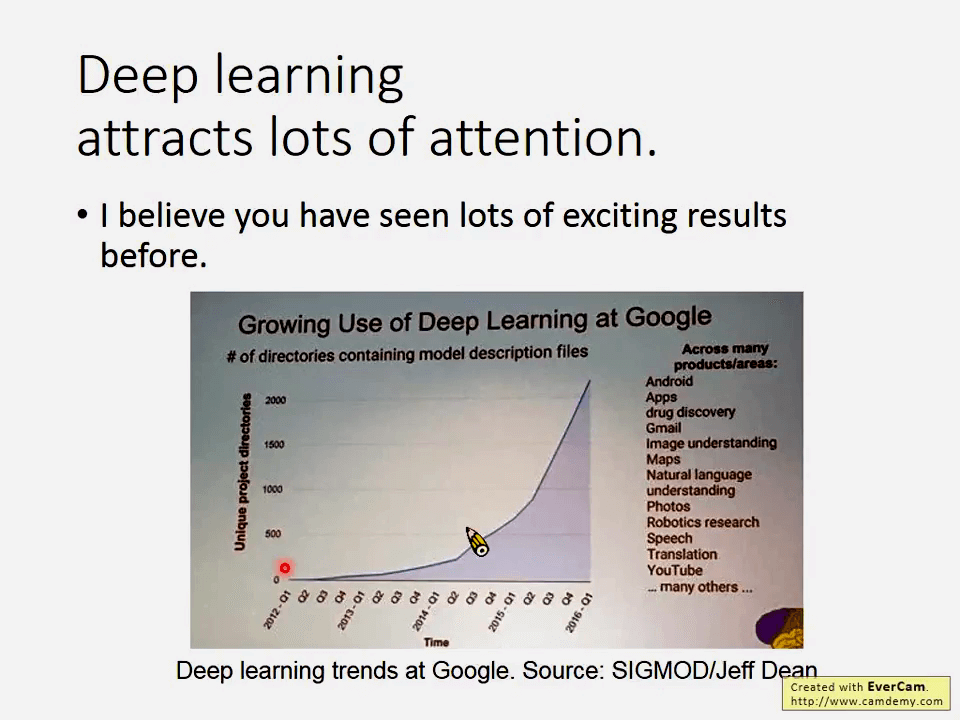 Deep learning
attracts lots of attention.
• I believe you have seen lots of exciting results
before.
Growing Use of Deep Learning at Google
# of directories containing model description files
Unique project directories
2000
1500
1000
500
0
2012 - Q1
Q2
Q3
Q4
2013 - Q1
Q2
Q3
Q4
2014 - Q1
Q2
Q3
Q4
2015 - Q1
Q2
Q3
Q4
2016 - Q1
Time
Across many
products/areas:
Android
Apps
drug discovery
Gmail
Image understanding
Maps
Natural language
understanding
Photos
Robotics research
Speech
Translation
YouTube
... many others ...
Deep learning trends at Google. Source: SIGMOD/Jeff Dean
Created with EverCam.
http://www.camdemy.com